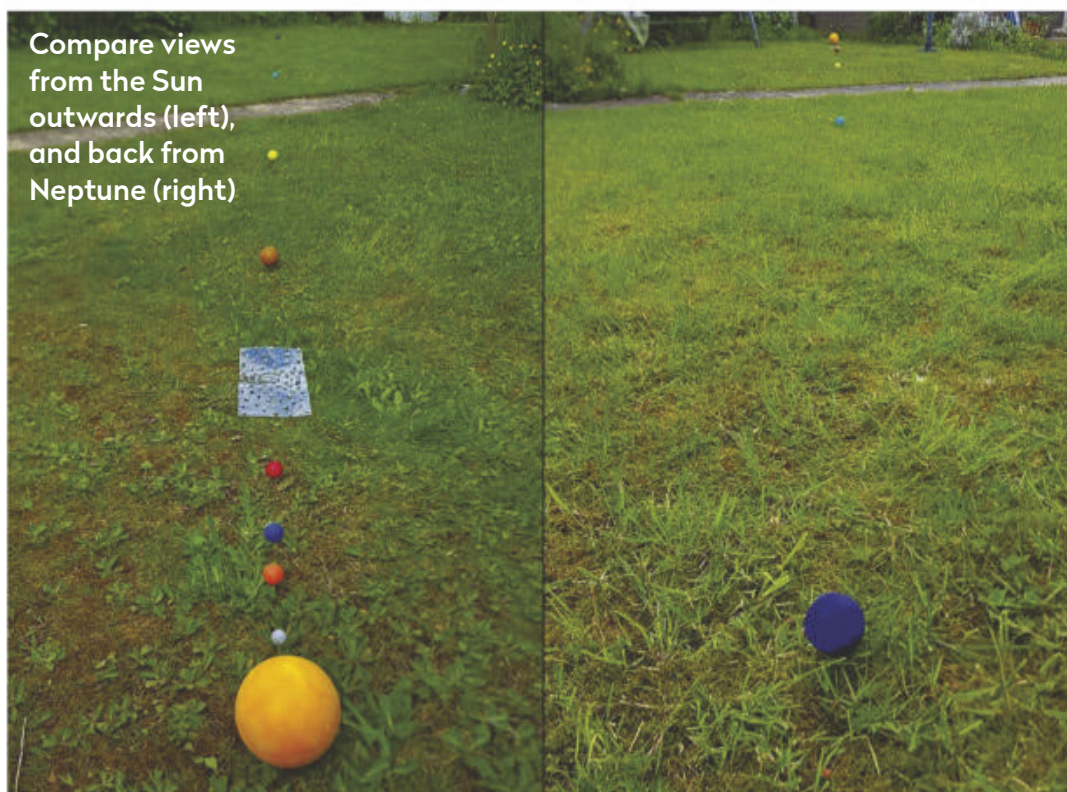 Compare views
from the Sun
outwards (left),
and back from
Neptune (right)